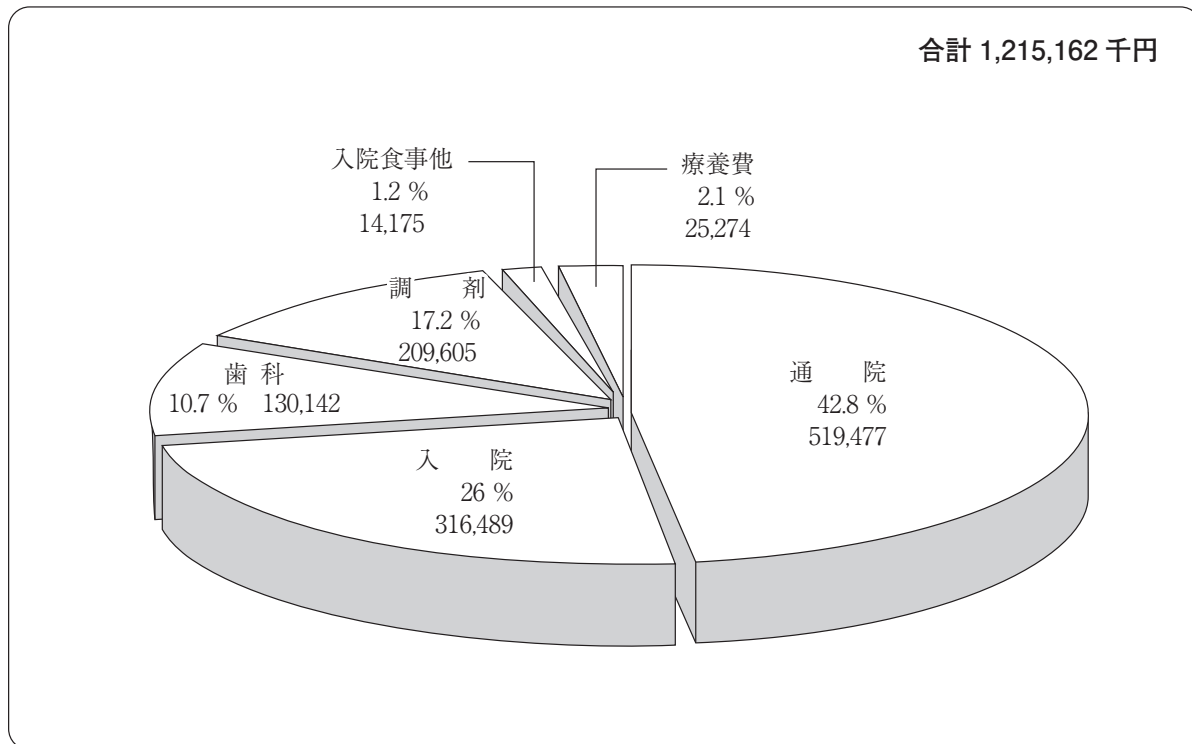 合計 1,215,162 千円
入院食事他
1.2 %
14,175
療養費
2.1 %
25,274
調　剤
17.2 %
209,605
歯 科
10.7 %　130,142
通　院
42.8 %
519,477
入　院
26 %
316,489